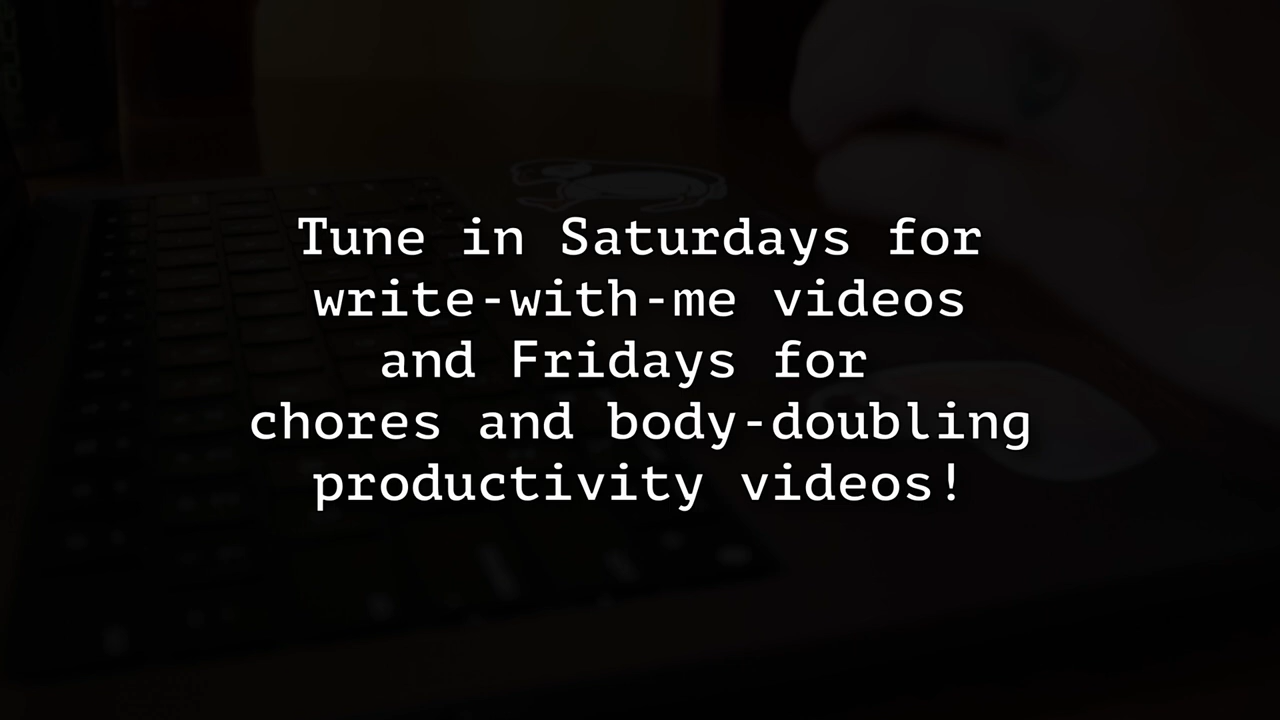 Tune in Saturdays for
write-with-me videos
and Fridays for
chores and body-doubling
productivity videos!